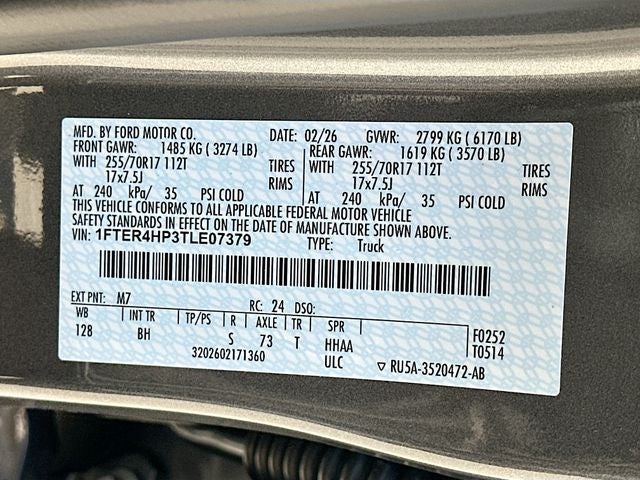 MFD. BY FORD MOTOR CO. DATE: 02/26 GVWR: 2799 KG ( 6170 LB)
FRONT GAWR: 1485 KG ( 3274 LB) REAR GAWR: 1619 KG ( 3570 LB)
WITH 255/70R17 112T TIRES WITH 255/70R17 112T TIRES
17x7.5J RIMS 17x7.5J RIMS
AT 240 kPa/ 35 PSI COLD AT 240 kPa/ 35 PSI COLD
THIS VEHICLE CONFORMS TO ALL APPLICABLE FEDERAL MOTOR VEHICLE
SAFETY STANDARDS IN EFFECT ON THE DATE OF MANUFACTURE SHOWN ABOVE.
VIN: 1FTER4HP3TLE07379 TYPE: Truck
EXT PNT: M7 RC: 24 DSO:
WB INT TR TP/PS R AXLE TR SPR F0252
128 BH S 73 T HHAA T0514
3202602171360 ULC ▽ RU5A-3520472-AB